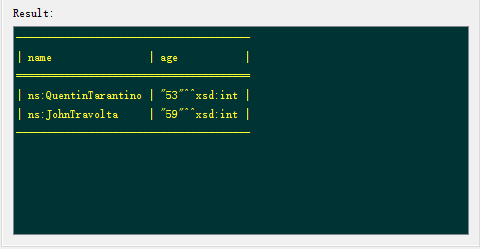 Result:
| name | age |
| ns:QuentinTarantino | "53"^^xsd:int |
| ns:JohnTravolta | "59"^^xsd:int |